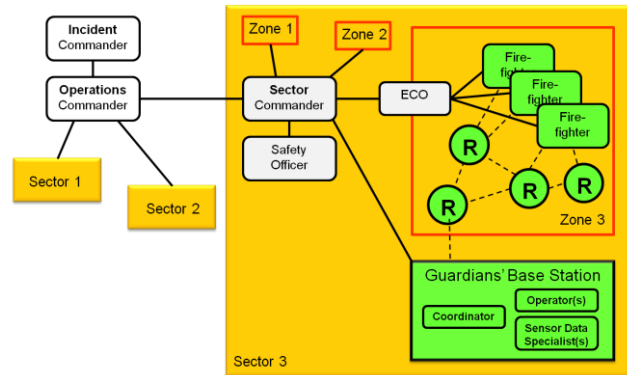 Incident
Commander
Operations
Commander
Sector 1
Sector 2
Zone 1
Zone 2
Sector
Commander
Safety
Officer
ECO
Fire-
fighter
Fire-
fighter
Fire-
fighter
R
R
R
R
Zone 3
Guardians' Base Station
Coordinator
Operator(s)
Sensor Data
Specialist(s)
Sector 3